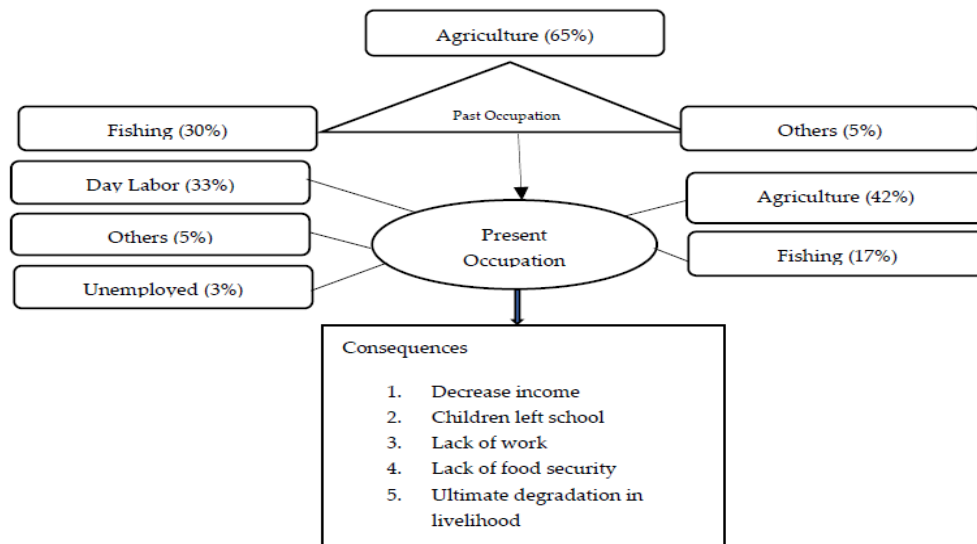 Agriculture (65%)
Past Occupation
Fishing (30%)
Others (5%)
Day Labor (33%)
Agriculture (42%)
Others (5%)
Present
Occupation
Fishing (17%)
Unemployed (3%)
Consequences
1. Decrease income
2. Children left school
3. Lack of work
4. Lack of food security
5. Ultimate degradation in
livelihood